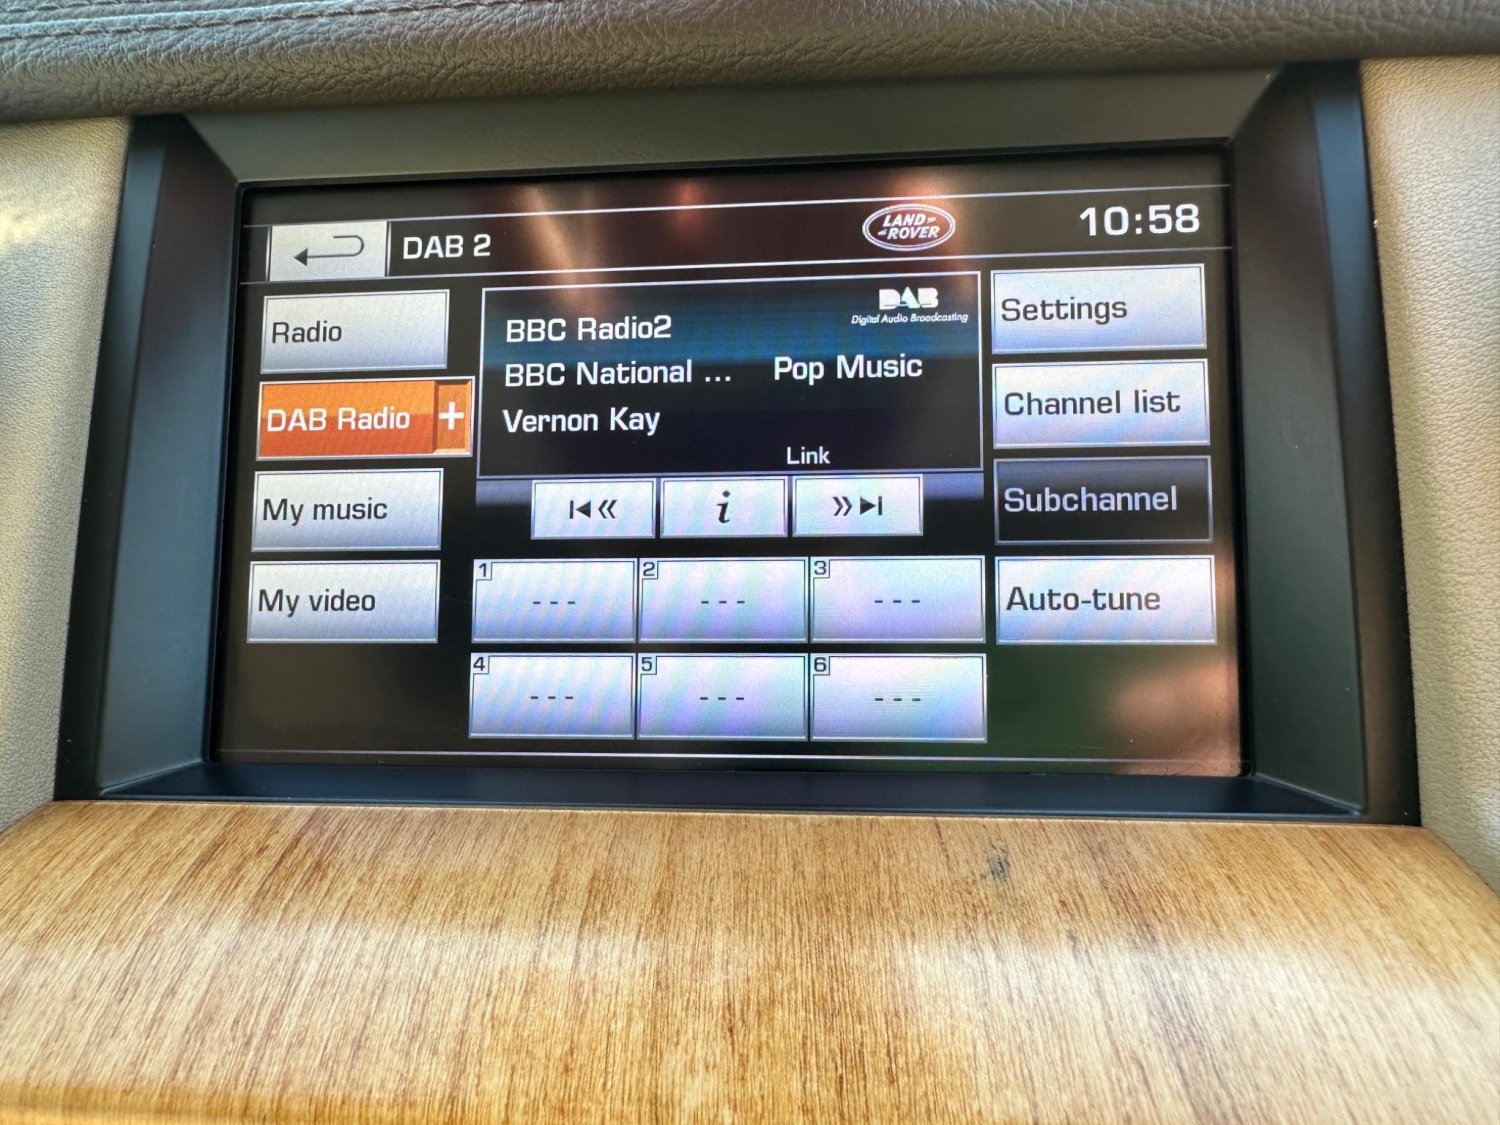 DAB 2
LAND-
-ROVER
10:58
Radio
DAB Radio +
My music
My video
DAB
Digital Audio Broadcasting
BBC Radio2
BBC National ... Pop Music
Vernon Kay
Link
i
1 ---
2 ---
3 ---
4 ---
5 ---
6 ---
Settings
Channel list
Subchannel
Auto-tune